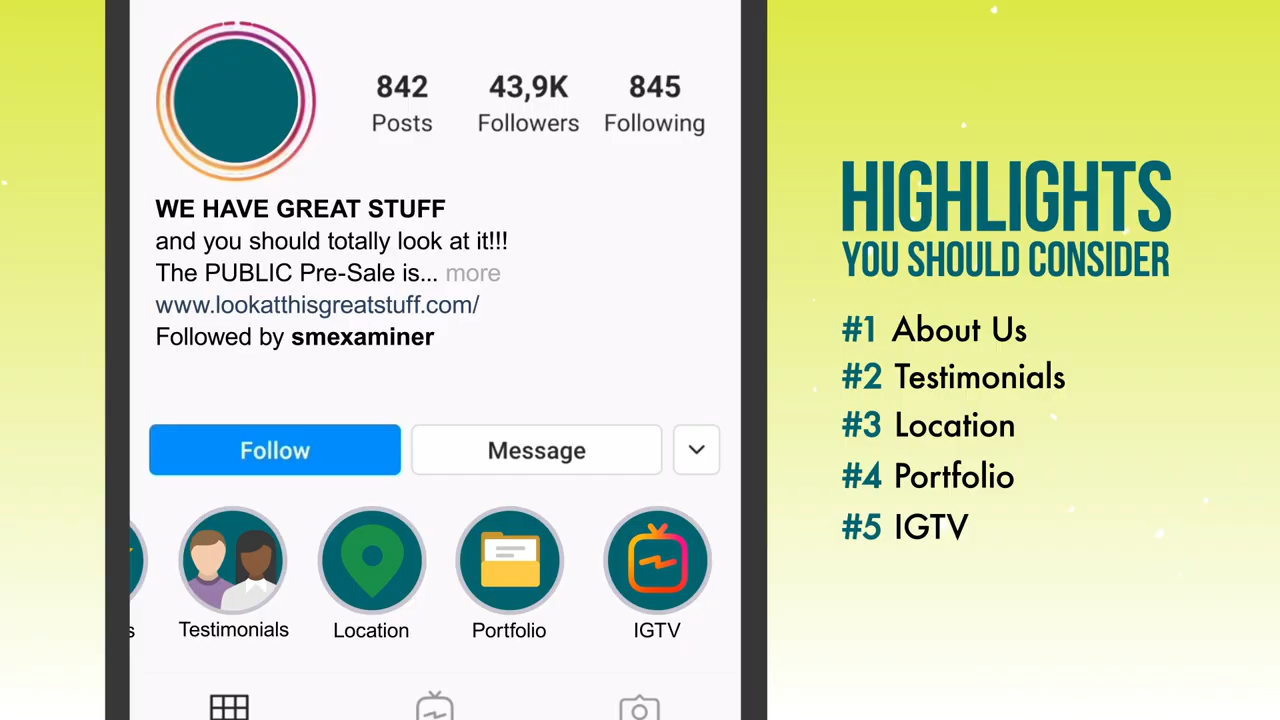 842 43,9K 845
Posts Followers Following
WE HAVE GREAT STUFF
and you should totally look at it!!!
The PUBLIC Pre-Sale is... more
www.lookatthisgreatstuff.com/
Followed by smexaminer
Follow Message
s Testimonials Location Portfolio IGTV
HIGHLIGHTS
YOU SHOULD CONSIDER
#1 About Us
#2 Testimonials
#3 Location
#4 Portfolio
#5 IGTV